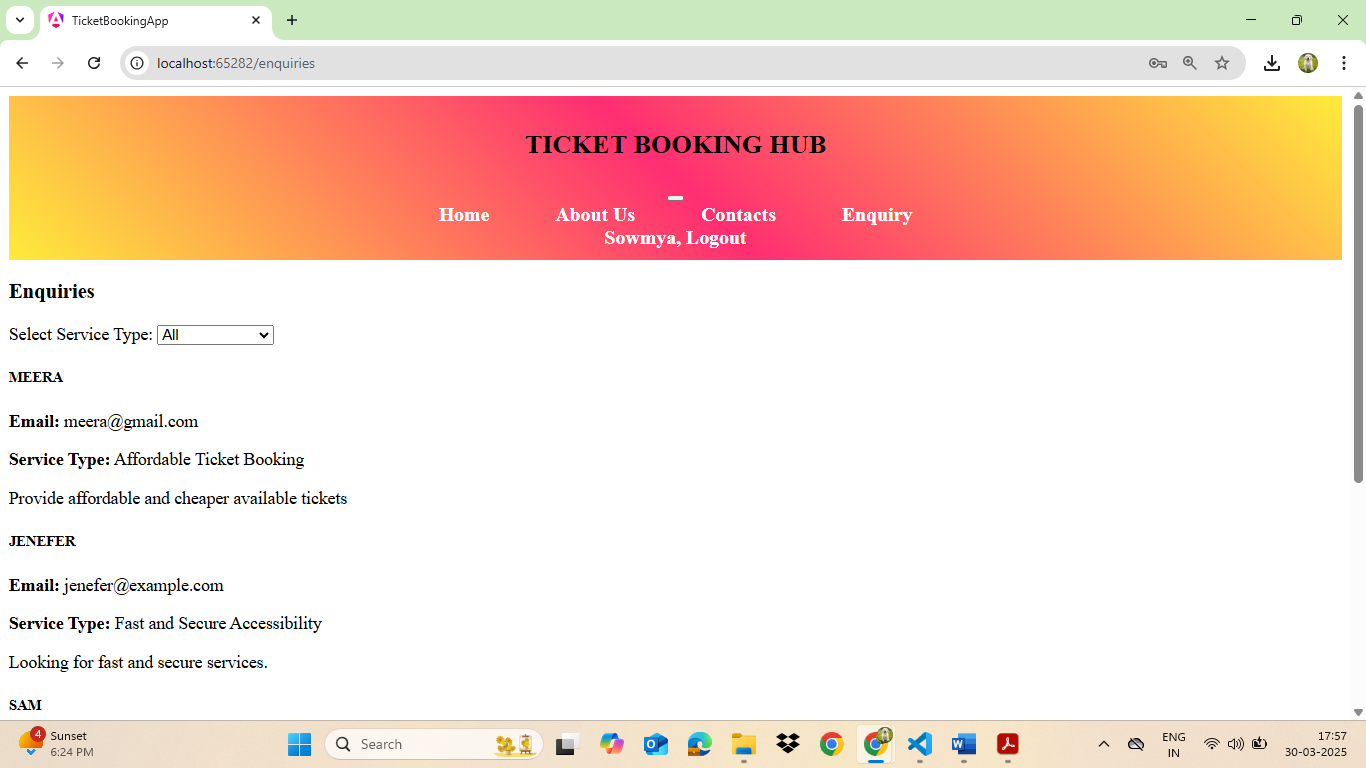 TicketBookingApp
localhost:65282/enquiries
TICKET BOOKING HUB
Home About Us Contacts Enquiry
Sowmya, Logout
Enquiries
Select Service Type: All
MEERA
Email: meera@gmail.com
Service Type: Affordable Ticket Booking
Provide affordable and cheaper available tickets
JENEFER
Email: jenefer@example.com
Service Type: Fast and Secure Accessibility
Looking for fast and secure services.
SAM
4
Sunset
6:24 PM
Search
ENG
IN
17:57
30-03-2025